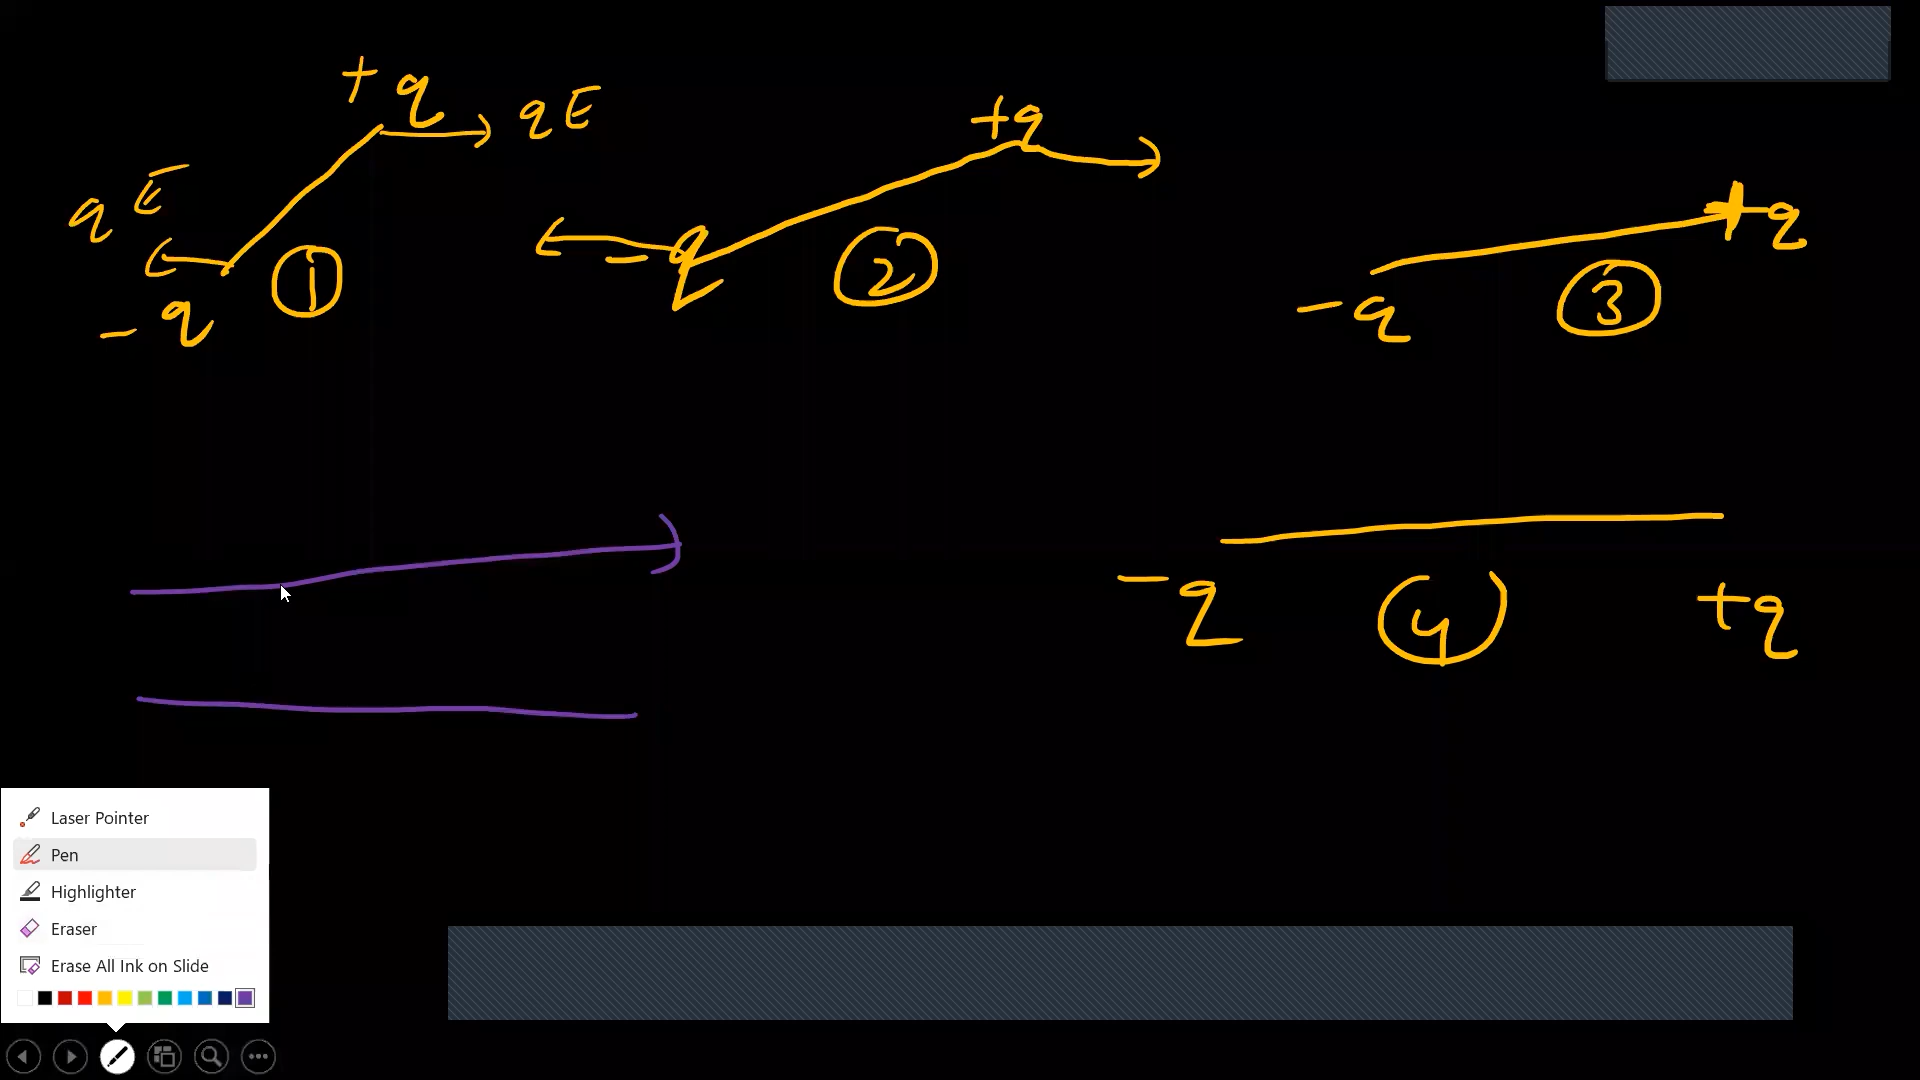 +q
qE
qE
-q
①
+q
-q
②
+q
-q
③
-q
④
+q
Laser Pointer
Pen
Highlighter
Eraser
Erase All Ink on Slide